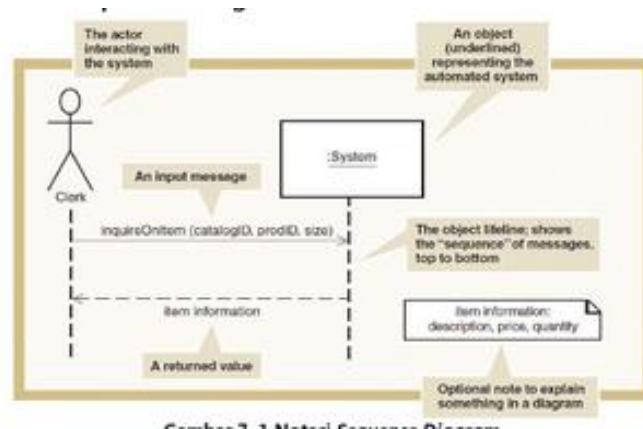 The actor
interacting with
the system
An object
(underlined)
representing the
automated system
:System
An input message
Clerk
inquireOnItem (catalogID, prodID, size)
The object lifeline; shows
the "sequence" of messages,
top to bottom
item information
Item information:
description, price, quantity
A returned value
Optional note to explain
something in a diagram
Sequence Diagram